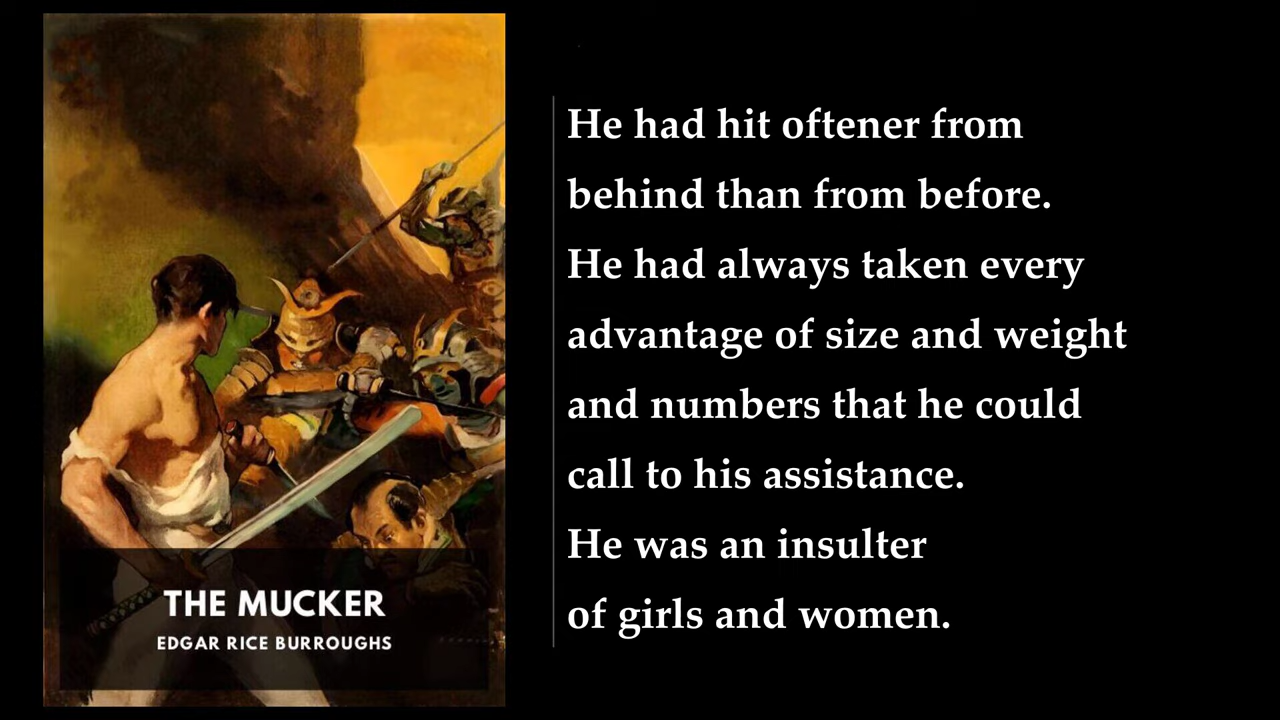 THE MUCKER
EDGAR RICE BURROUGHS
He had hit oftener from
behind than from before.
He had always taken every
advantage of size and weight
and numbers that he could
call to his assistance.
He was an insulter
of girls and women.